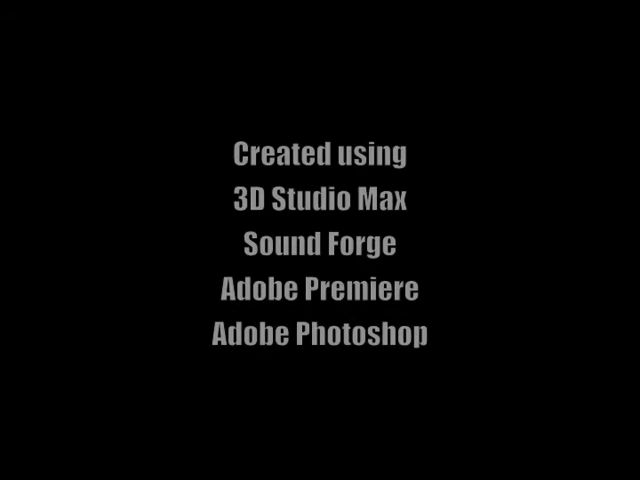 Created using
3D Studio Max
Sound Forge
Adobe Premiere
Adobe Photoshop